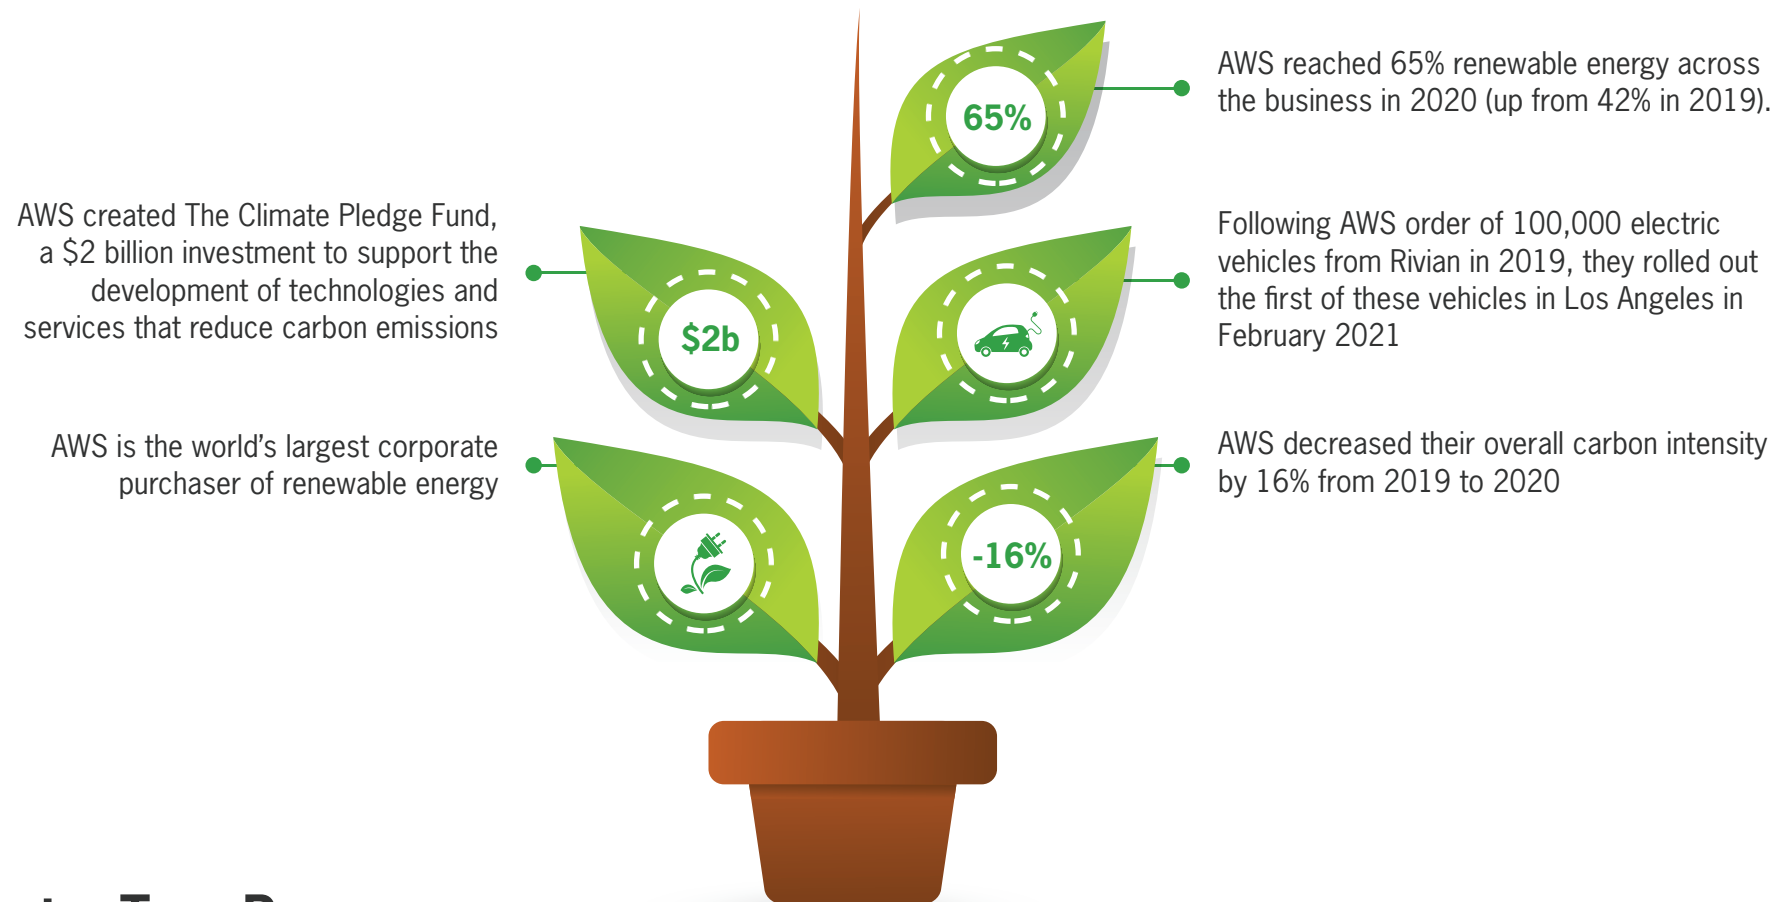 65%
AWS reached 65% renewable energy across
the business in 2020 (up from 42% in 2019).
AWS created The Climate Pledge Fund,
a $2 billion investment to support the
development of technologies and
services that reduce carbon emissions
$2b
Following AWS order of 100,000 electric
vehicles from Rivian in 2019, they rolled out
the first of these vehicles in Los Angeles in
February 2021
AWS is the world’s largest corporate
purchaser of renewable energy
-16%
AWS decreased their overall carbon intensity
by 16% from 2019 to 2020